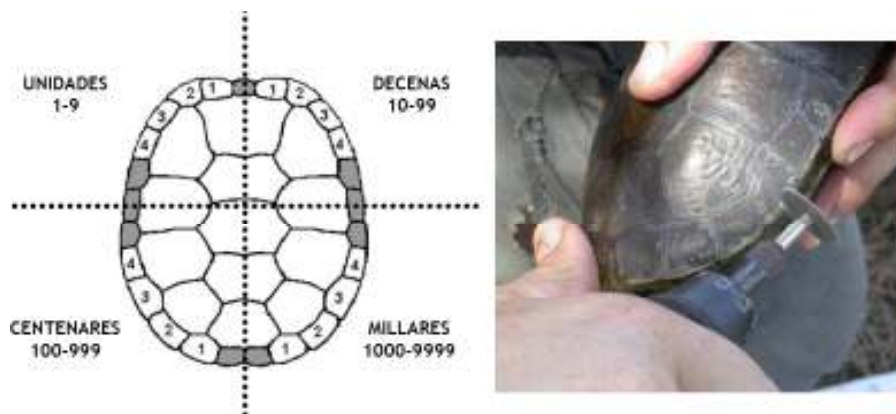 UNIDADES
1-9
DECENAS
10-99
2 1 1 2
3 3
4 4
4 4
3 3
2 2
1 1
CENTENARES
100-999
MILLARES
1000-9999